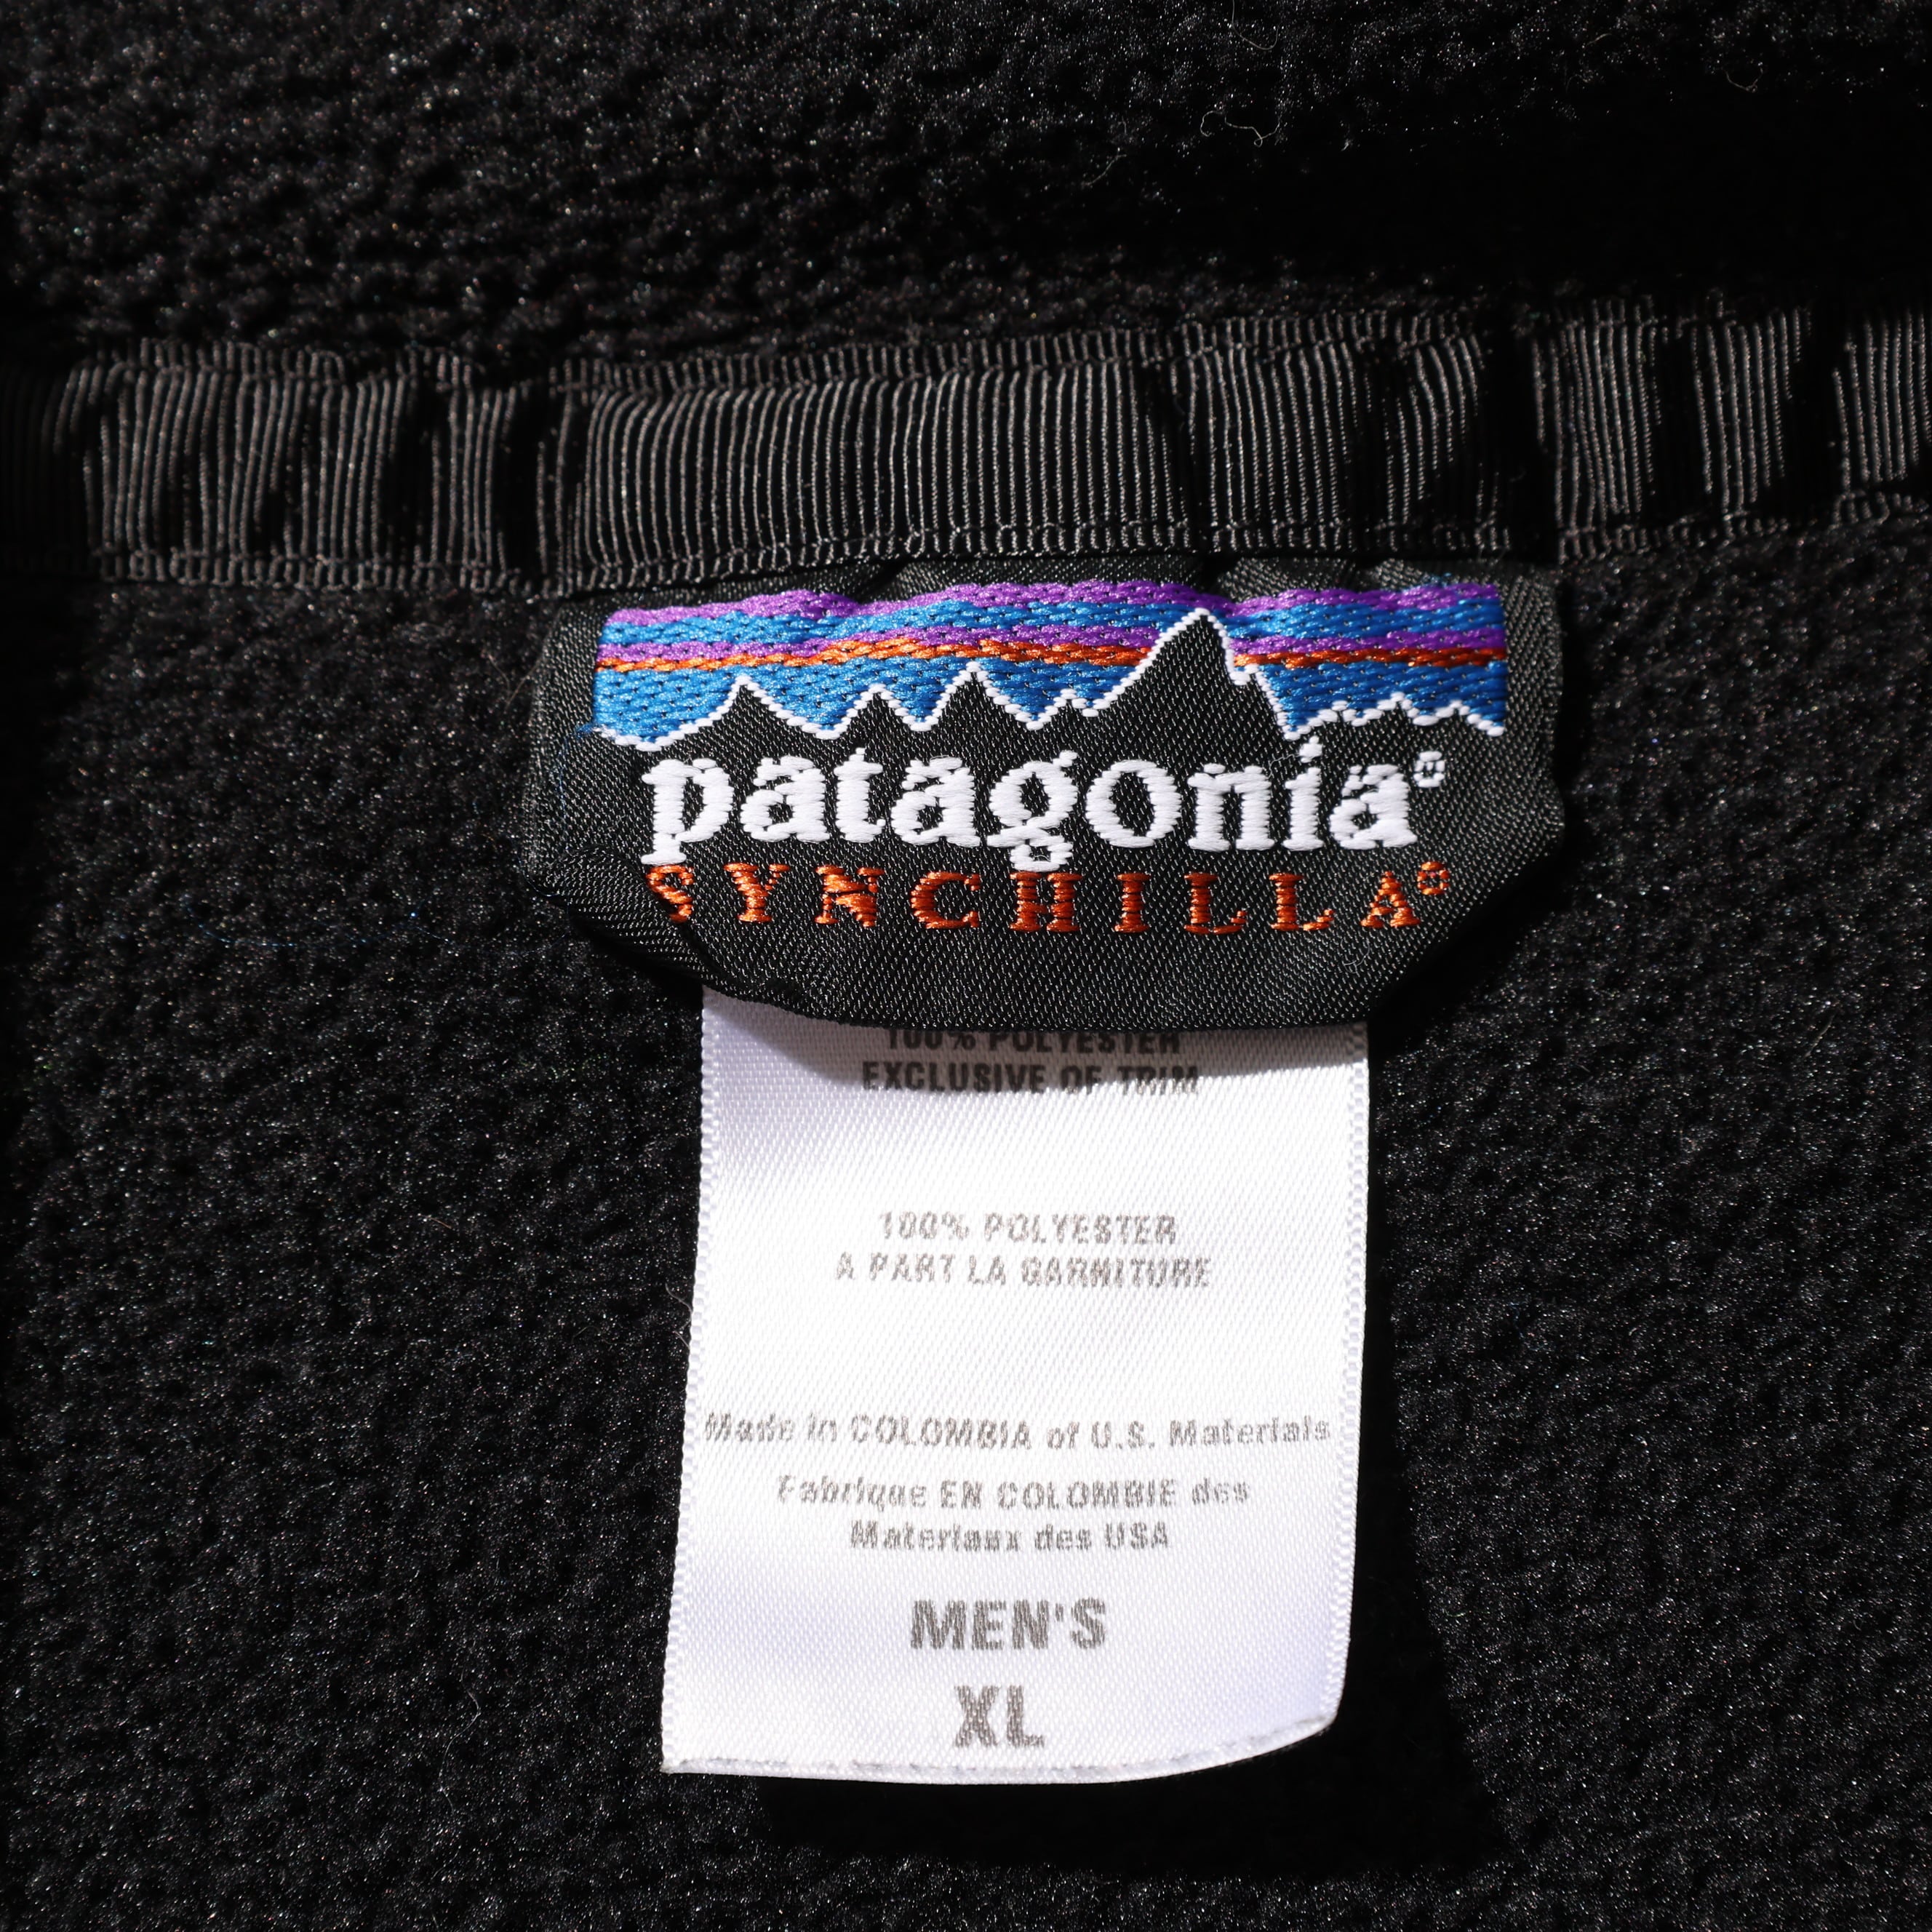 patagonia®
SYNCHILLA®
100% POLYESTER
EXCLUSIVE OF TRIM
100% POLYESTER
A PART LA GARNITURE
Made in COLOMBIA of U.S. Materials
Fabrique EN COLOMBIE des
Materiaux des USA
MEN'S
XL